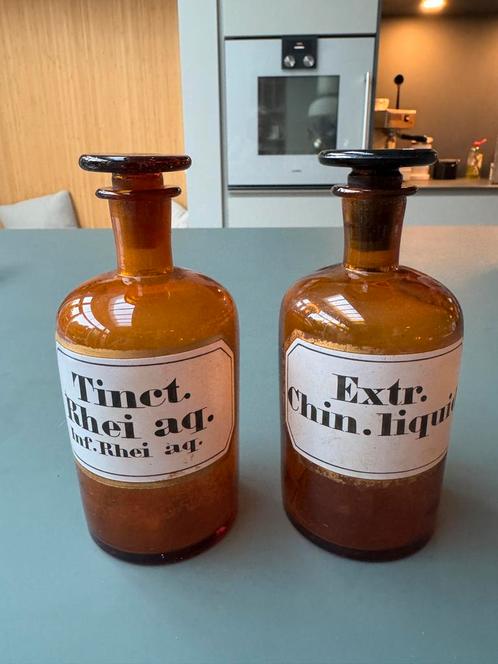 Tinct.
Rhei aq.
Inf. Rhei aq.
Extr.
Chin. liquid